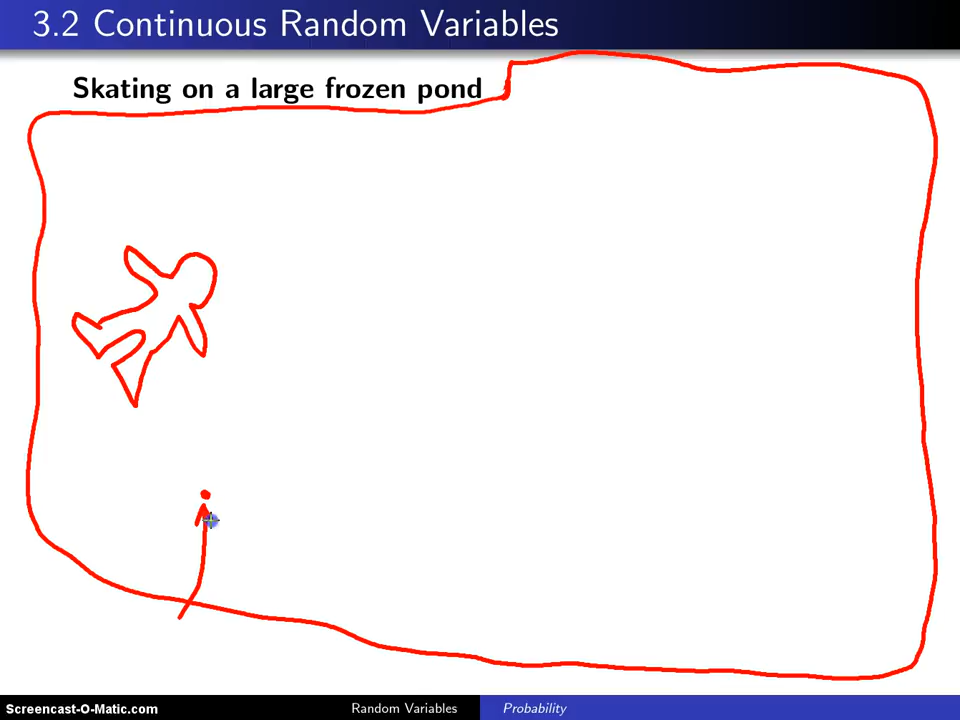 3.2 Continuous Random Variables
Skating on a large frozen pond
Screencast-O-Matic.com
Random Variables
Probability